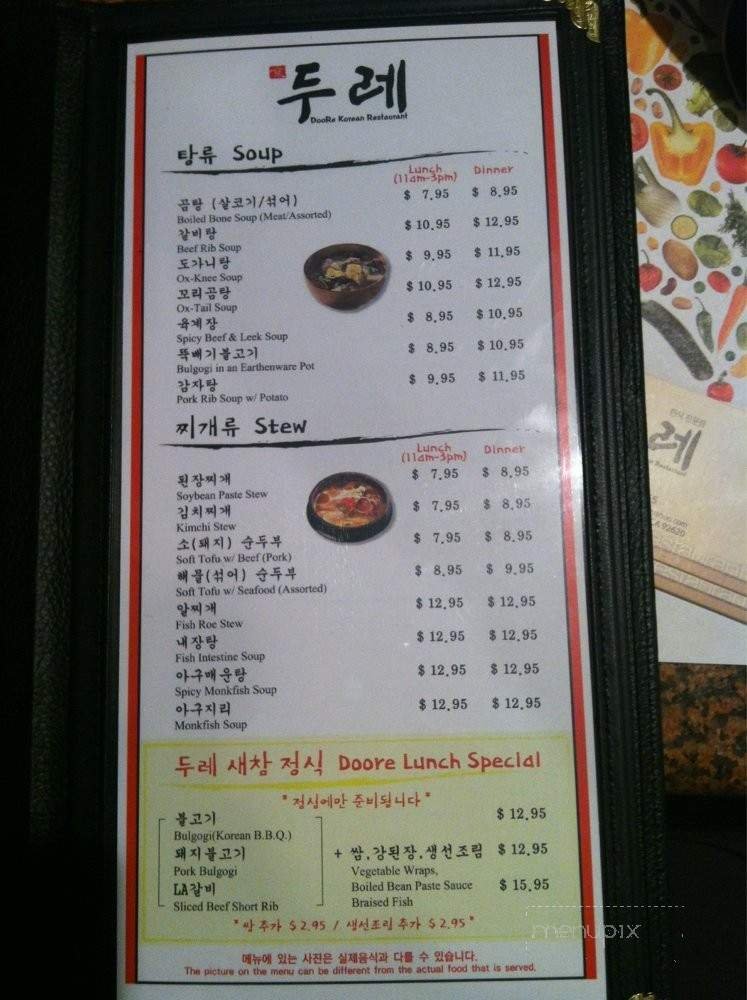 두레
DooRe Korean Restaurant
탕류 Soup
Lunch Dinner
(11am-3pm)
곰탕 (살코기/섞어) $ 7.95 $ 8.95
Boiled Bone Soup (Meat/Assorted)
갈비탕 $ 10.95 $ 12.95
Beef Rib Soup
도가니탕 $ 9.95 $ 11.95
Ox-Knee Soup
꼬리곰탕 $ 10.95 $ 12.95
Ox-Tail Soup
육계장 $ 8.95 $ 10.95
Spicy Beef & Leek Soup
뚝배기불고기 $ 8.95 $ 10.95
Bulgogi in an Earthenware Pot
감자탕 $ 9.95 $ 11.95
Pork Rib Soup w/ Potato
찌개류 Stew
Lunch Dinner
(11am-3pm)
된장찌개 $ 7.95 $ 8.95
Soybean Paste Stew
김치찌개 $ 7.95 $ 8.95
Kimchi Stew
소(돼지) 순두부 $ 7.95 $ 8.95
Soft Tofu w/ Beef (Pork)
해물(섞어) 순두부 $ 8.95 $ 9.95
Soft Tofu w/ Seafood (Assorted)
알찌개 $ 12.95 $ 12.95
Fish Roe Stew
내장탕 $ 12.95 $ 12.95
Fish Intestine Soup
아구매운탕 $ 12.95 $ 12.95
Spicy Monkfish Soup
아구지리 $ 12.95 $ 12.95
Monkfish Soup
두레 새참 정식 Doore Lunch Special
"점심에만 준비됩니다"
불고기 $ 12.95
Bulgogi(Korean B.B.Q.)
돼지불고기 + 쌈,강된장,생선조림 $ 12.95
Pork Bulgogi Vegetable Wraps,
LA갈비 Boiled Bean Paste Sauce $ 15.95
Sliced Beef Short Rib Braised Fish
"쌈 추가 $2.95 / 생선조림 추가 $2.95"
메뉴에 있는 사진은 실제음식과 다를 수 있습니다.
The picture on the menu can be different from the actual food that is served.
한식 전문점
레
Restaurant
CA 92620
menupix